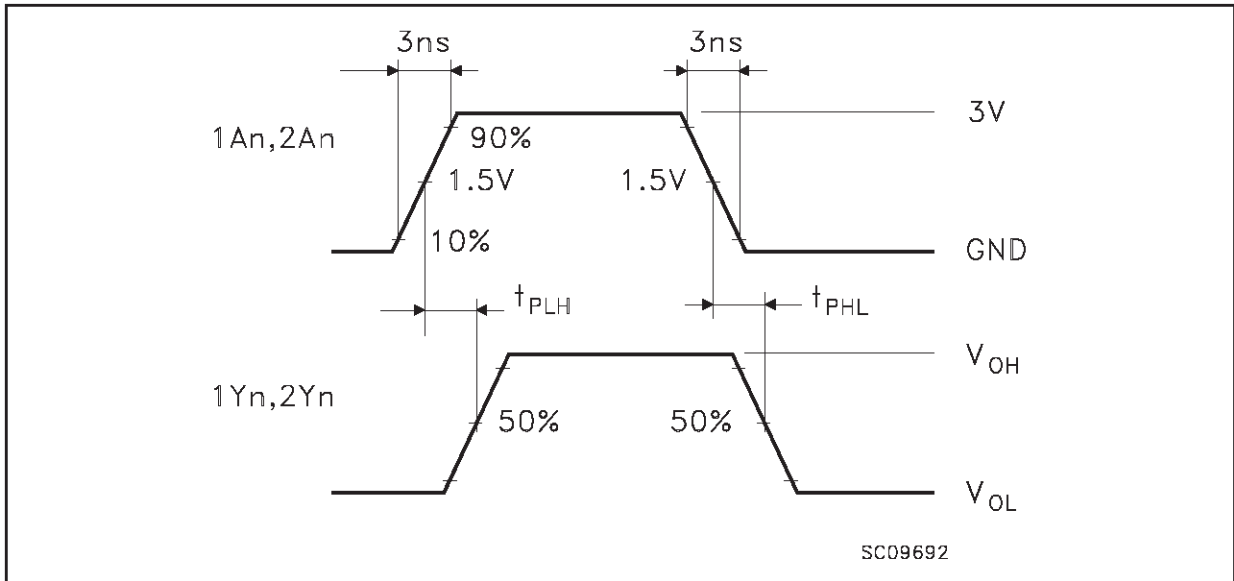 3ns 3ns
3V
1An,2An
90%
1.5V 1.5V
10%
GND
tPLH tPHL
VOH
1Yn,2Yn
50% 50%
VOL
SC09692